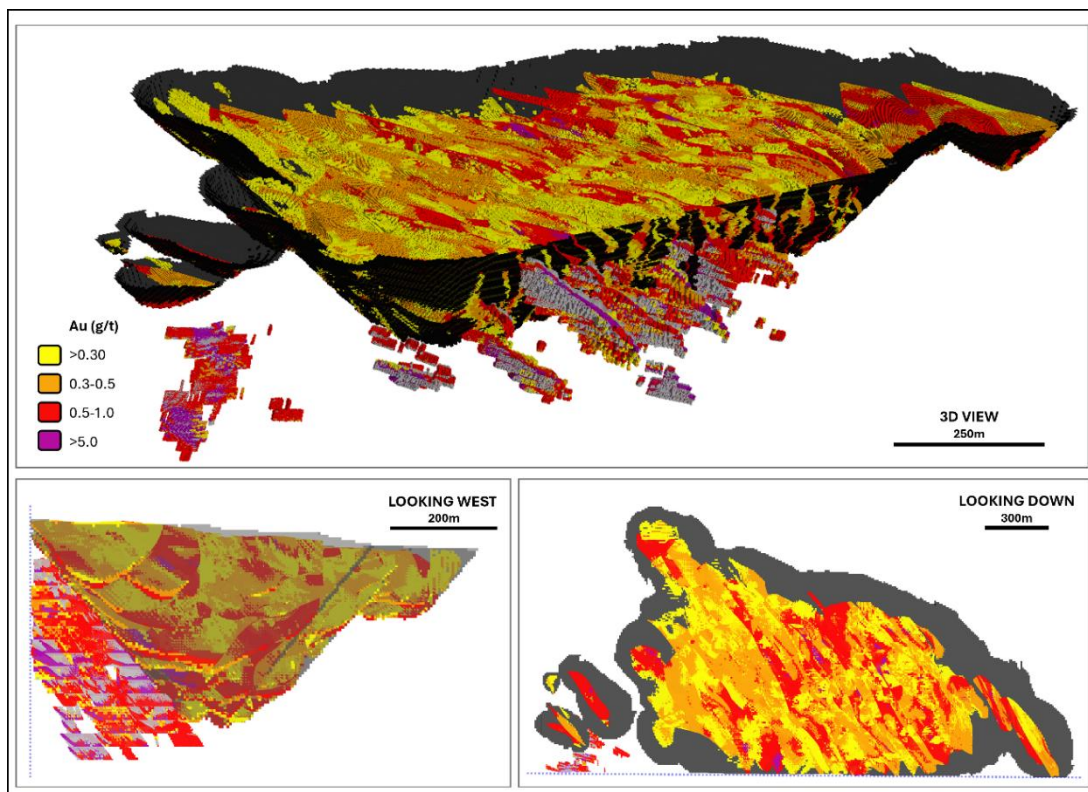 Au (g/t)
>0.30
0.3-0.5
0.5-1.0
>5.0
3D VIEW
250m
LOOKING WEST
200m
LOOKING DOWN
300m